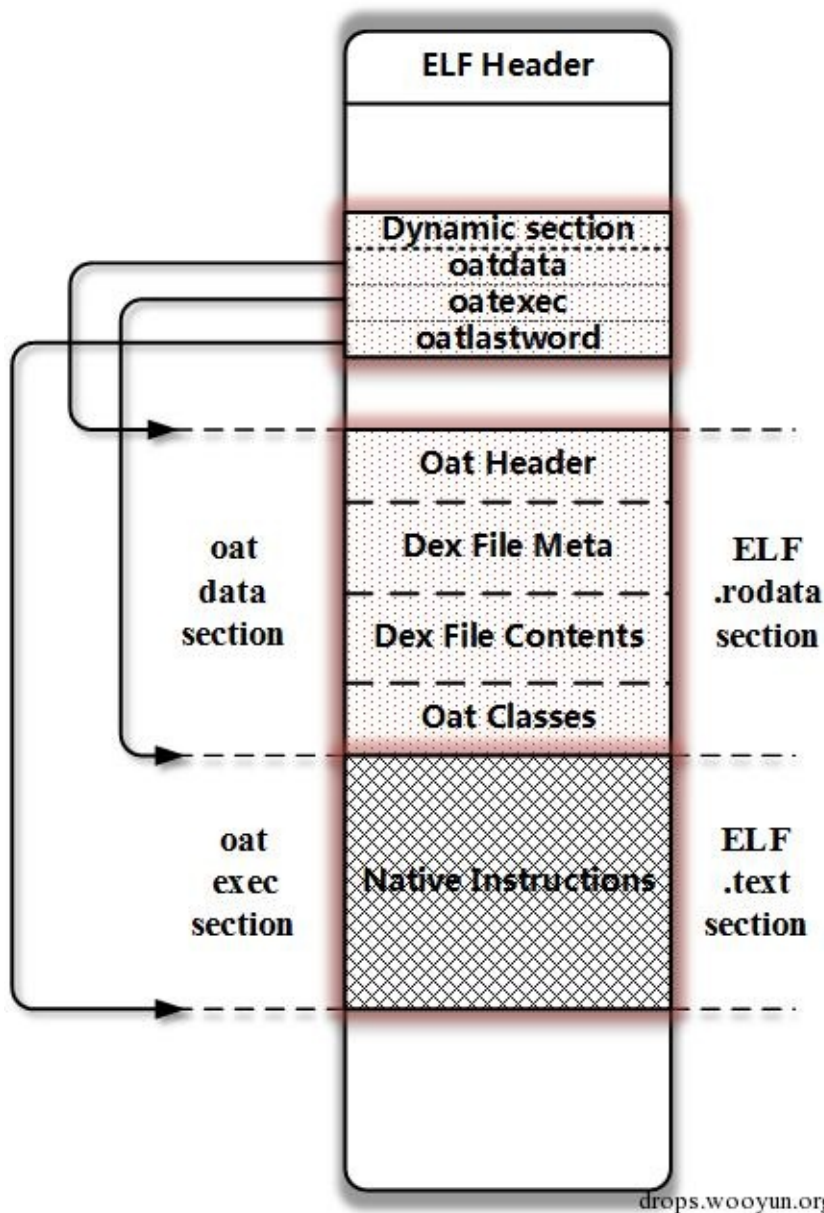 ELF Header
Dynamic section
oatdata
oatexec
oatlastword
Oat Header
Dex File Meta
Dex File Contents
Oat Classes
oat
data
section
ELF
.rodata
section
Native Instructions
oat
exec
section
ELF
.text
section
drops.wooyun.org